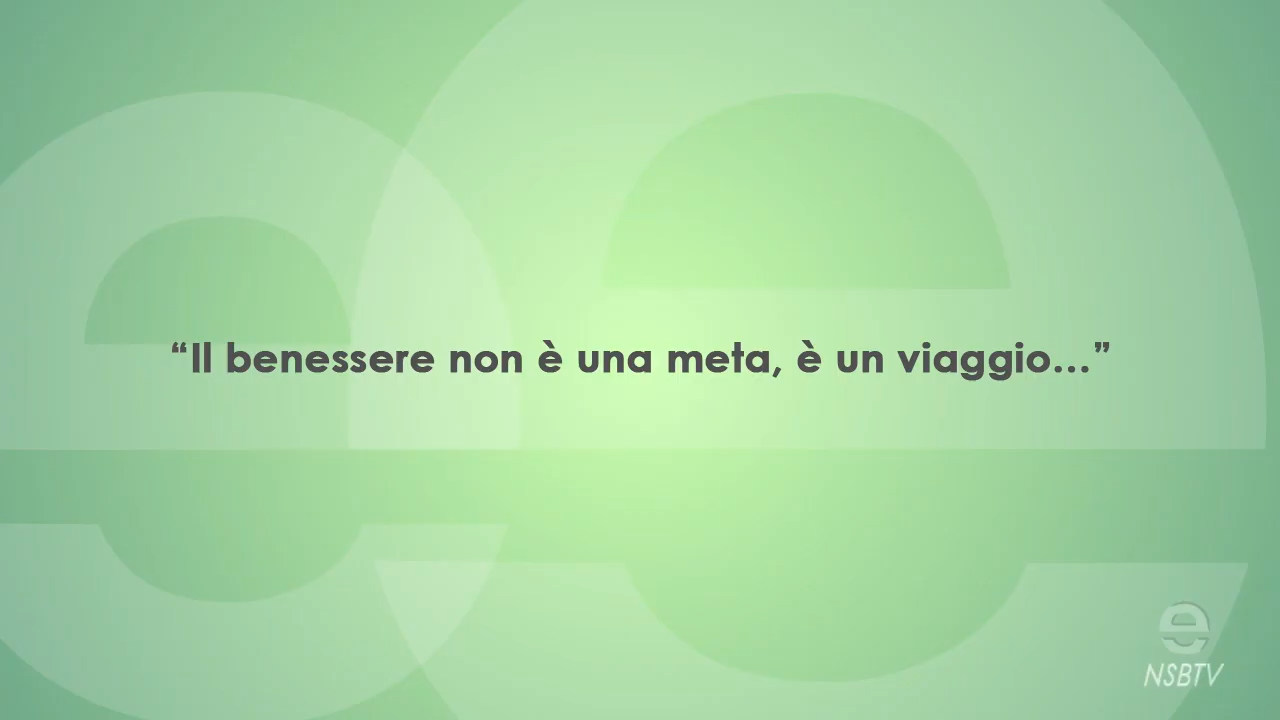 “Il benessere non è una meta, è un viaggio...”
e
NSBTV